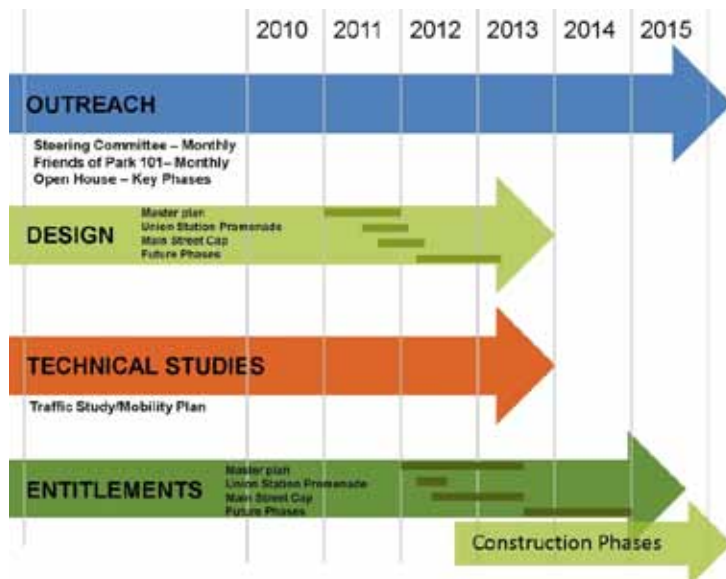 2010 2011 2012 2013 2014 2015
OUTREACH
Steering Committee – Monthly
Friends of Park 101– Monthly
Open House – Key Phases
DESIGN
Master plan
Union Station Promenade
Main Street Cap
Future Phases
TECHNICAL STUDIES
Traffic Study/Mobility Plan
ENTITLEMENTS
Master plan
Union Station Promenade
Main Street Cap
Future Phases
Construction Phases